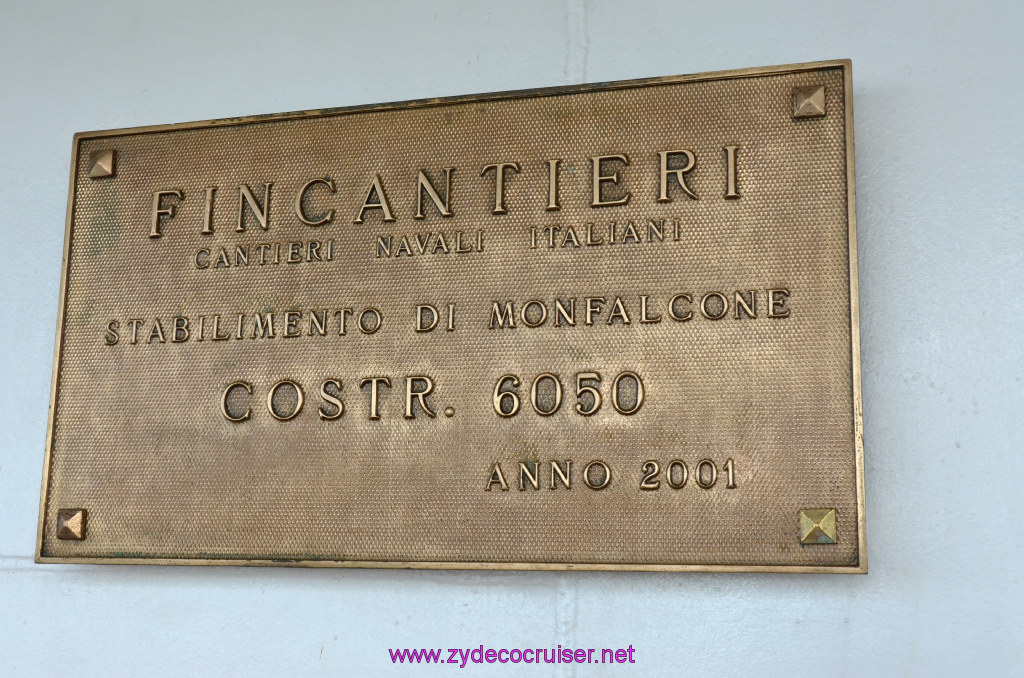 FINCANTIERI
CANTIERI NAVALI ITALIANI
STABILIMENTO DI MONFALCONE
COSTR. 6050
ANNO 2001
www.zydecocruiser.net